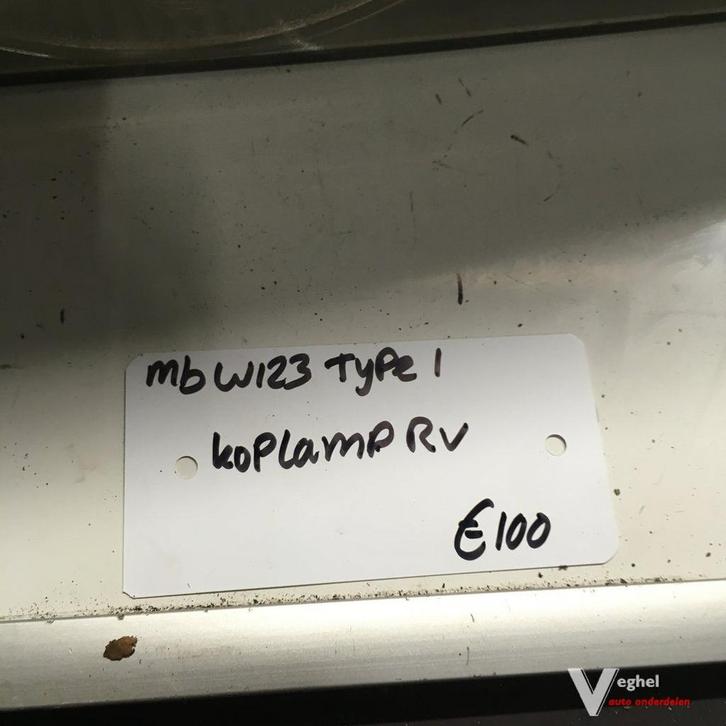 mb W123 Type 1
koplamp RV
€100
Veghel
auto onderdelen